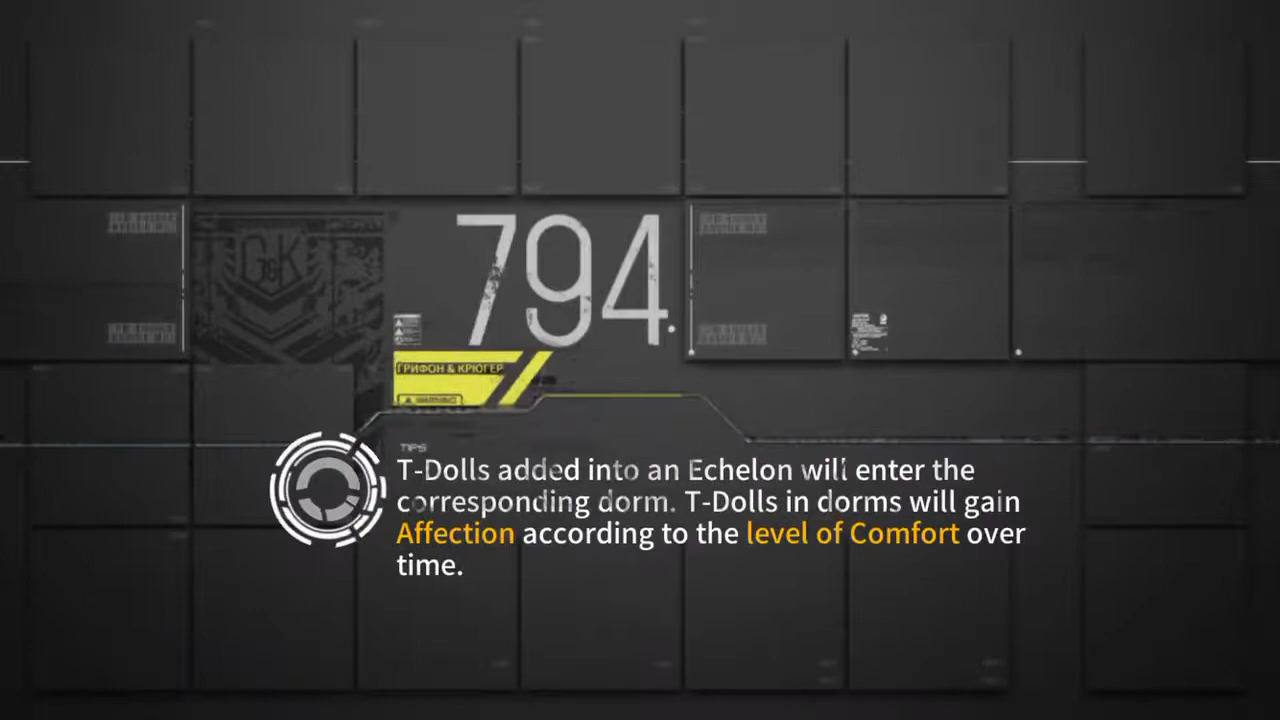 G&K
794.
ГРИФОН & КРЮГЕР
WARNING!
TIPS
T-Dolls added into an Echelon will enter the
corresponding dorm. T-Dolls in dorms will gain
Affection according to the level of Comfort over
time.